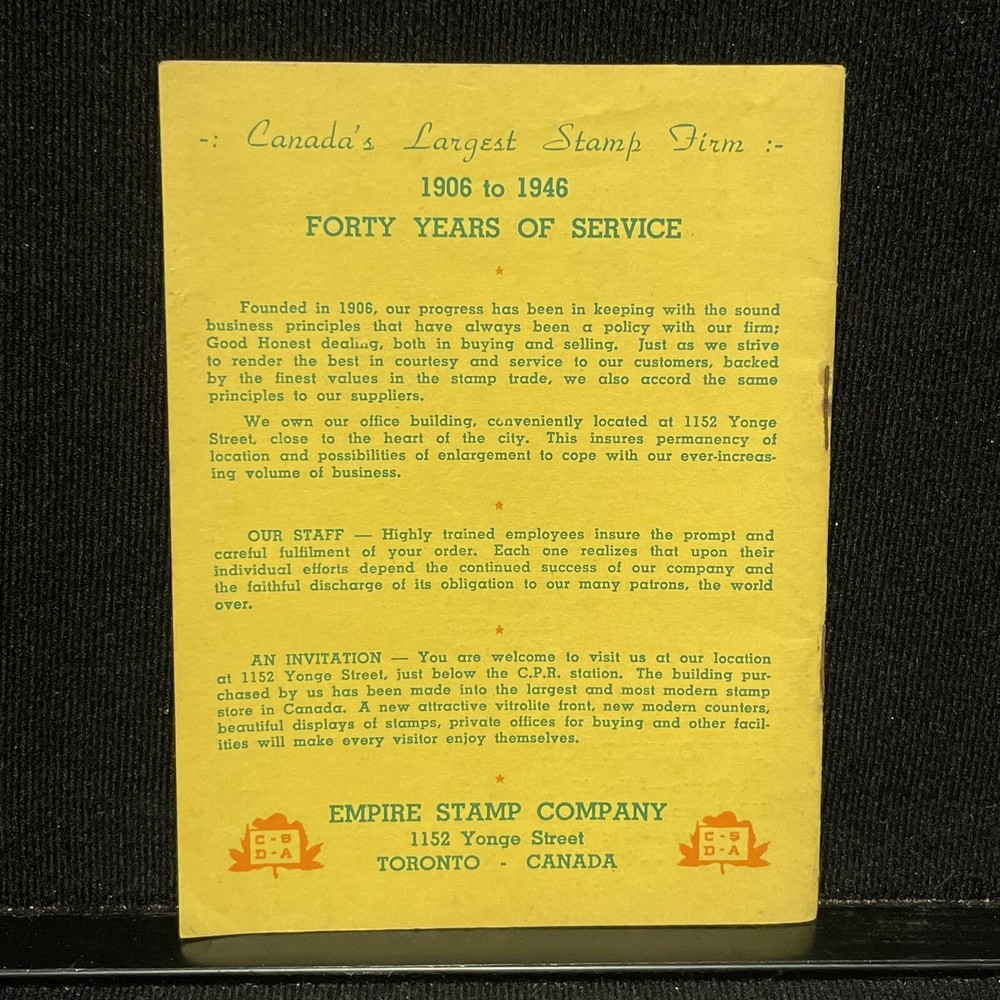 -: Canada's Largest Stamp Firm :-
1906 to 1946
FORTY YEARS OF SERVICE
Founded in 1906, our progress has been in keeping with the sound
business principles that have always been a policy with our firm;
Good Honest dealing, both in buying and selling. Just as we strive
to render the best in courtesy and service to our customers, backed
by the finest values in the stamp trade, we also accord the same
principles to our suppliers.
We own our office building, conveniently located at 1152 Yonge
Street, close to the heart of the city. This insures permanency of
location and possibilities of enlargement to cope with our ever-increas-
ing volume of business.
OUR STAFF — Highly trained employees insure the prompt and
careful fulfilment of your order. Each one realizes that upon their
individual efforts depend the continued success of our company and
the faithful discharge of its obligation to our many patrons, the world
over.
AN INVITATION — You are welcome to visit us at our location
at 1152 Yonge Street, just below the C.P.R. station. The building pur-
chased by us has been made into the largest and most modern stamp
store in Canada. A new attractive vitrolite front, new modern counters,
beautiful displays of stamps, private offices for buying and other facil-
ities will make every visitor enjoy themselves.
EMPIRE STAMP COMPANY
1152 Yonge Street
TORONTO - CANADA
C-S
D-A
C-S
D-A